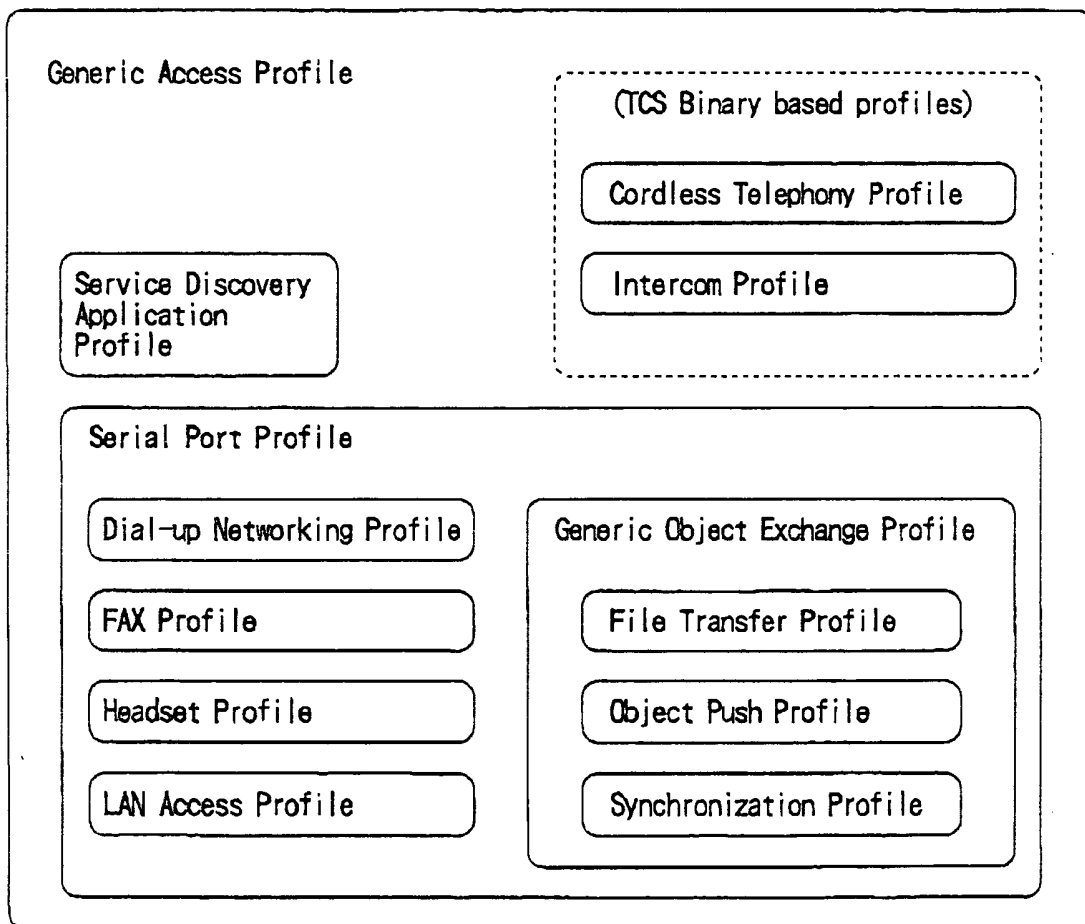 Generic Access Profile
(TCS Binary based profiles)
Cordless Telephony Profile
Intercom Profile
Service Discovery
Application
Profile
Serial Port Profile
Dial-up Networking Profile
FAX Profile
Headset Profile
LAN Access Profile
Generic Object Exchange Profile
File Transfer Profile
Object Push Profile
Synchronization Profile